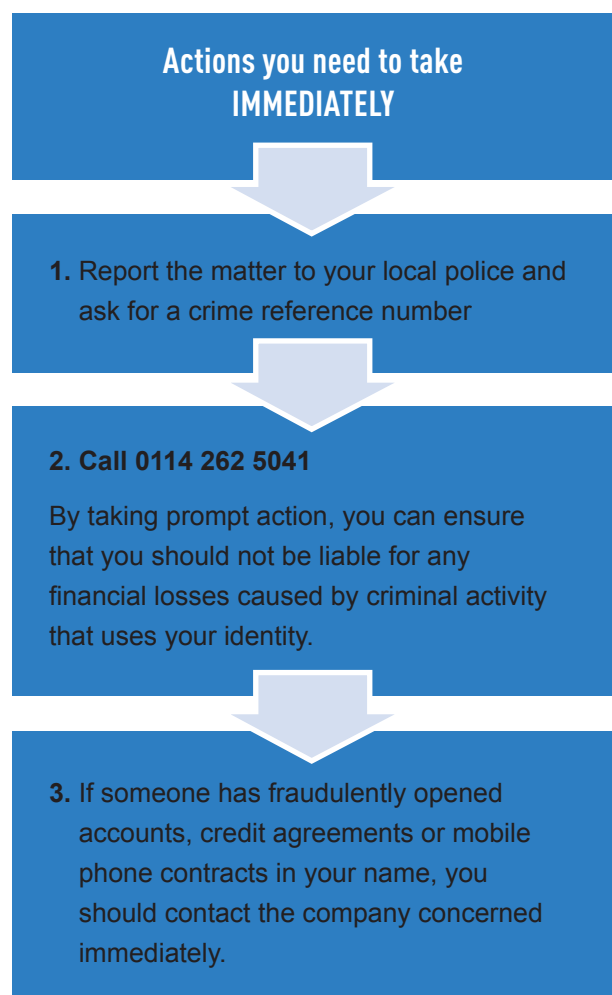 Actions you need to take
IMMEDIATELY
1. Report the matter to your local police and
ask for a crime reference number
2. Call 0114 262 5041
By taking prompt action, you can ensure
that you should not be liable for any
financial losses caused by criminal activity
that uses your identity.
3. If someone has fraudulently opened
accounts, credit agreements or mobile
phone contracts in your name, you
should contact the company concerned
immediately.